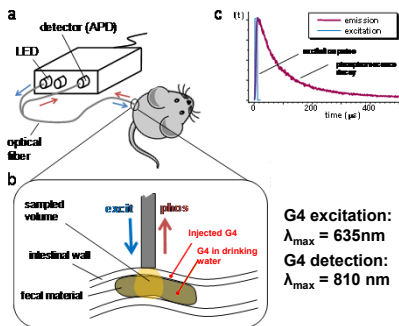 a
detector (APD)
LED
optical
fiber
b
sampled
volume
intestinal wall
fecal material
excit
phos
Injected G4
G4 in drinking
water
c
I(t)
emission
excitation
excitation pulse
phosphorescence
decay
0
200
400
time (µs)
G4 excitation:
λmax = 635nm
G4 detection:
λmax = 810 nm